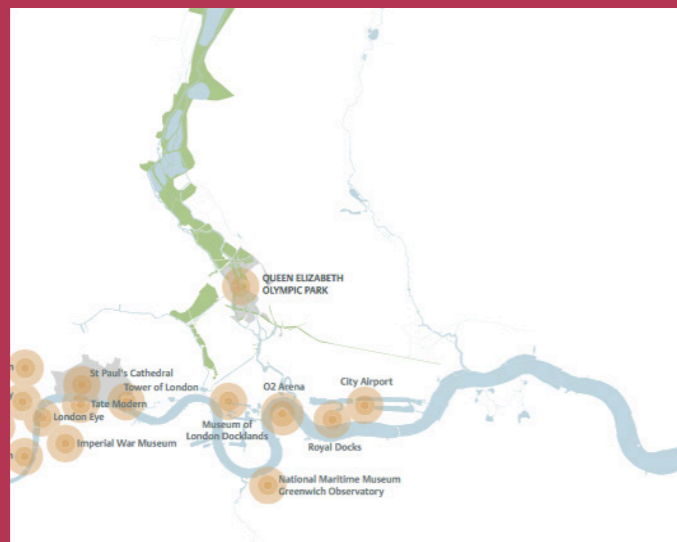 QUEEN ELIZABETH
OLYMPIC PARK
St Paul's Cathedral
Tower of London
O2 Arena
City Airport
Tate Modern
London Eye
Museum of
London Docklands
Royal Docks
Imperial War Museum
National Maritime Museum
Greenwich Observatory